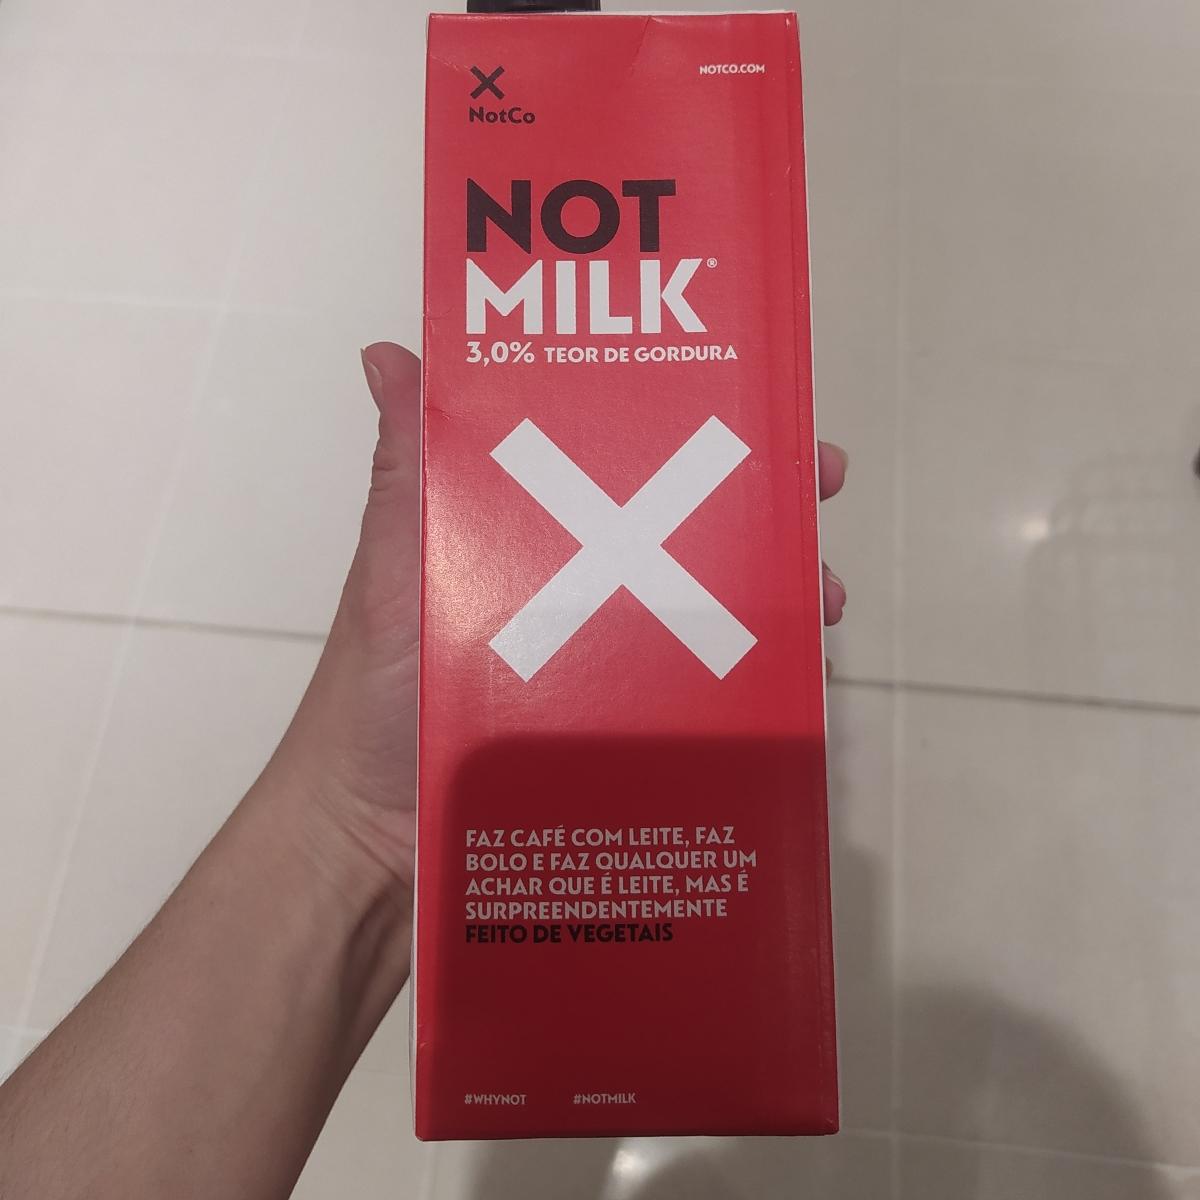 NotCo
NOTCO.COM
NOT
MILK®
3,0% TEOR DE GORDURA
FAZ CAFÉ COM LEITE, FAZ
BOLO E FAZ QUALQUER UM
ACHAR QUE É LEITE, MAS É
SURPREENDENTEMENTE
FEITO DE VEGETAIS
#WHYNOT #NOTMILK